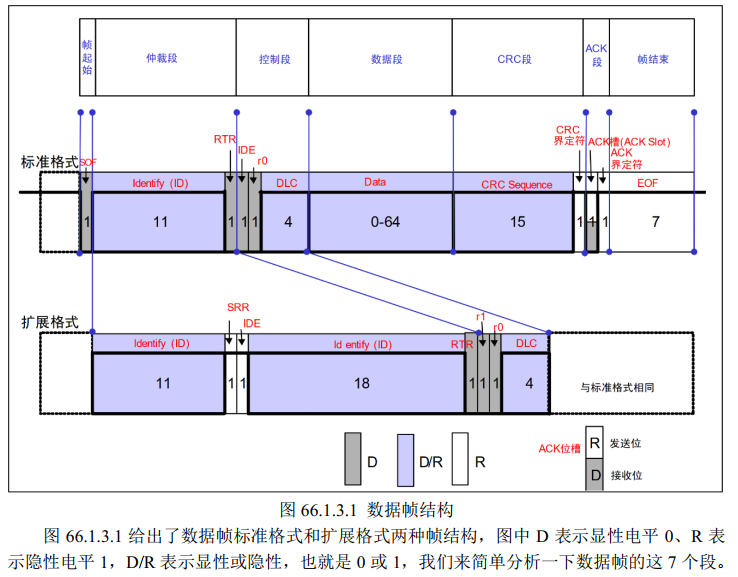 帧起始 仲裁段 控制段 数据段 CRC段 ACK段 帧结束
标准格式
SOF RTR IDE r0 CRC界定符 ACK槽(ACK Slot) ACK界定符
Identify (ID) DLC Data CRC Sequence EOF
1 11 1 1 1 4 0-64 15 1 1 1 7
扩展格式
SRR IDE r1 r0
Identify (ID) Id entify (ID) RTR DLC
11 1 1 18 1 1 1 4 与标准格式相同
D D/R R ACK位槽 R 发送位
D 接收位
图 66.1.3.1 数据帧结构
图 66.1.3.1 给出了数据帧标准格式和扩展格式两种帧结构，图中 D 表示显性电平 0、R 表
示隐性电平 1，D/R 表示显性或隐性，也就是 0 或 1，我们来简单分析一下数据帧的这 7 个段。